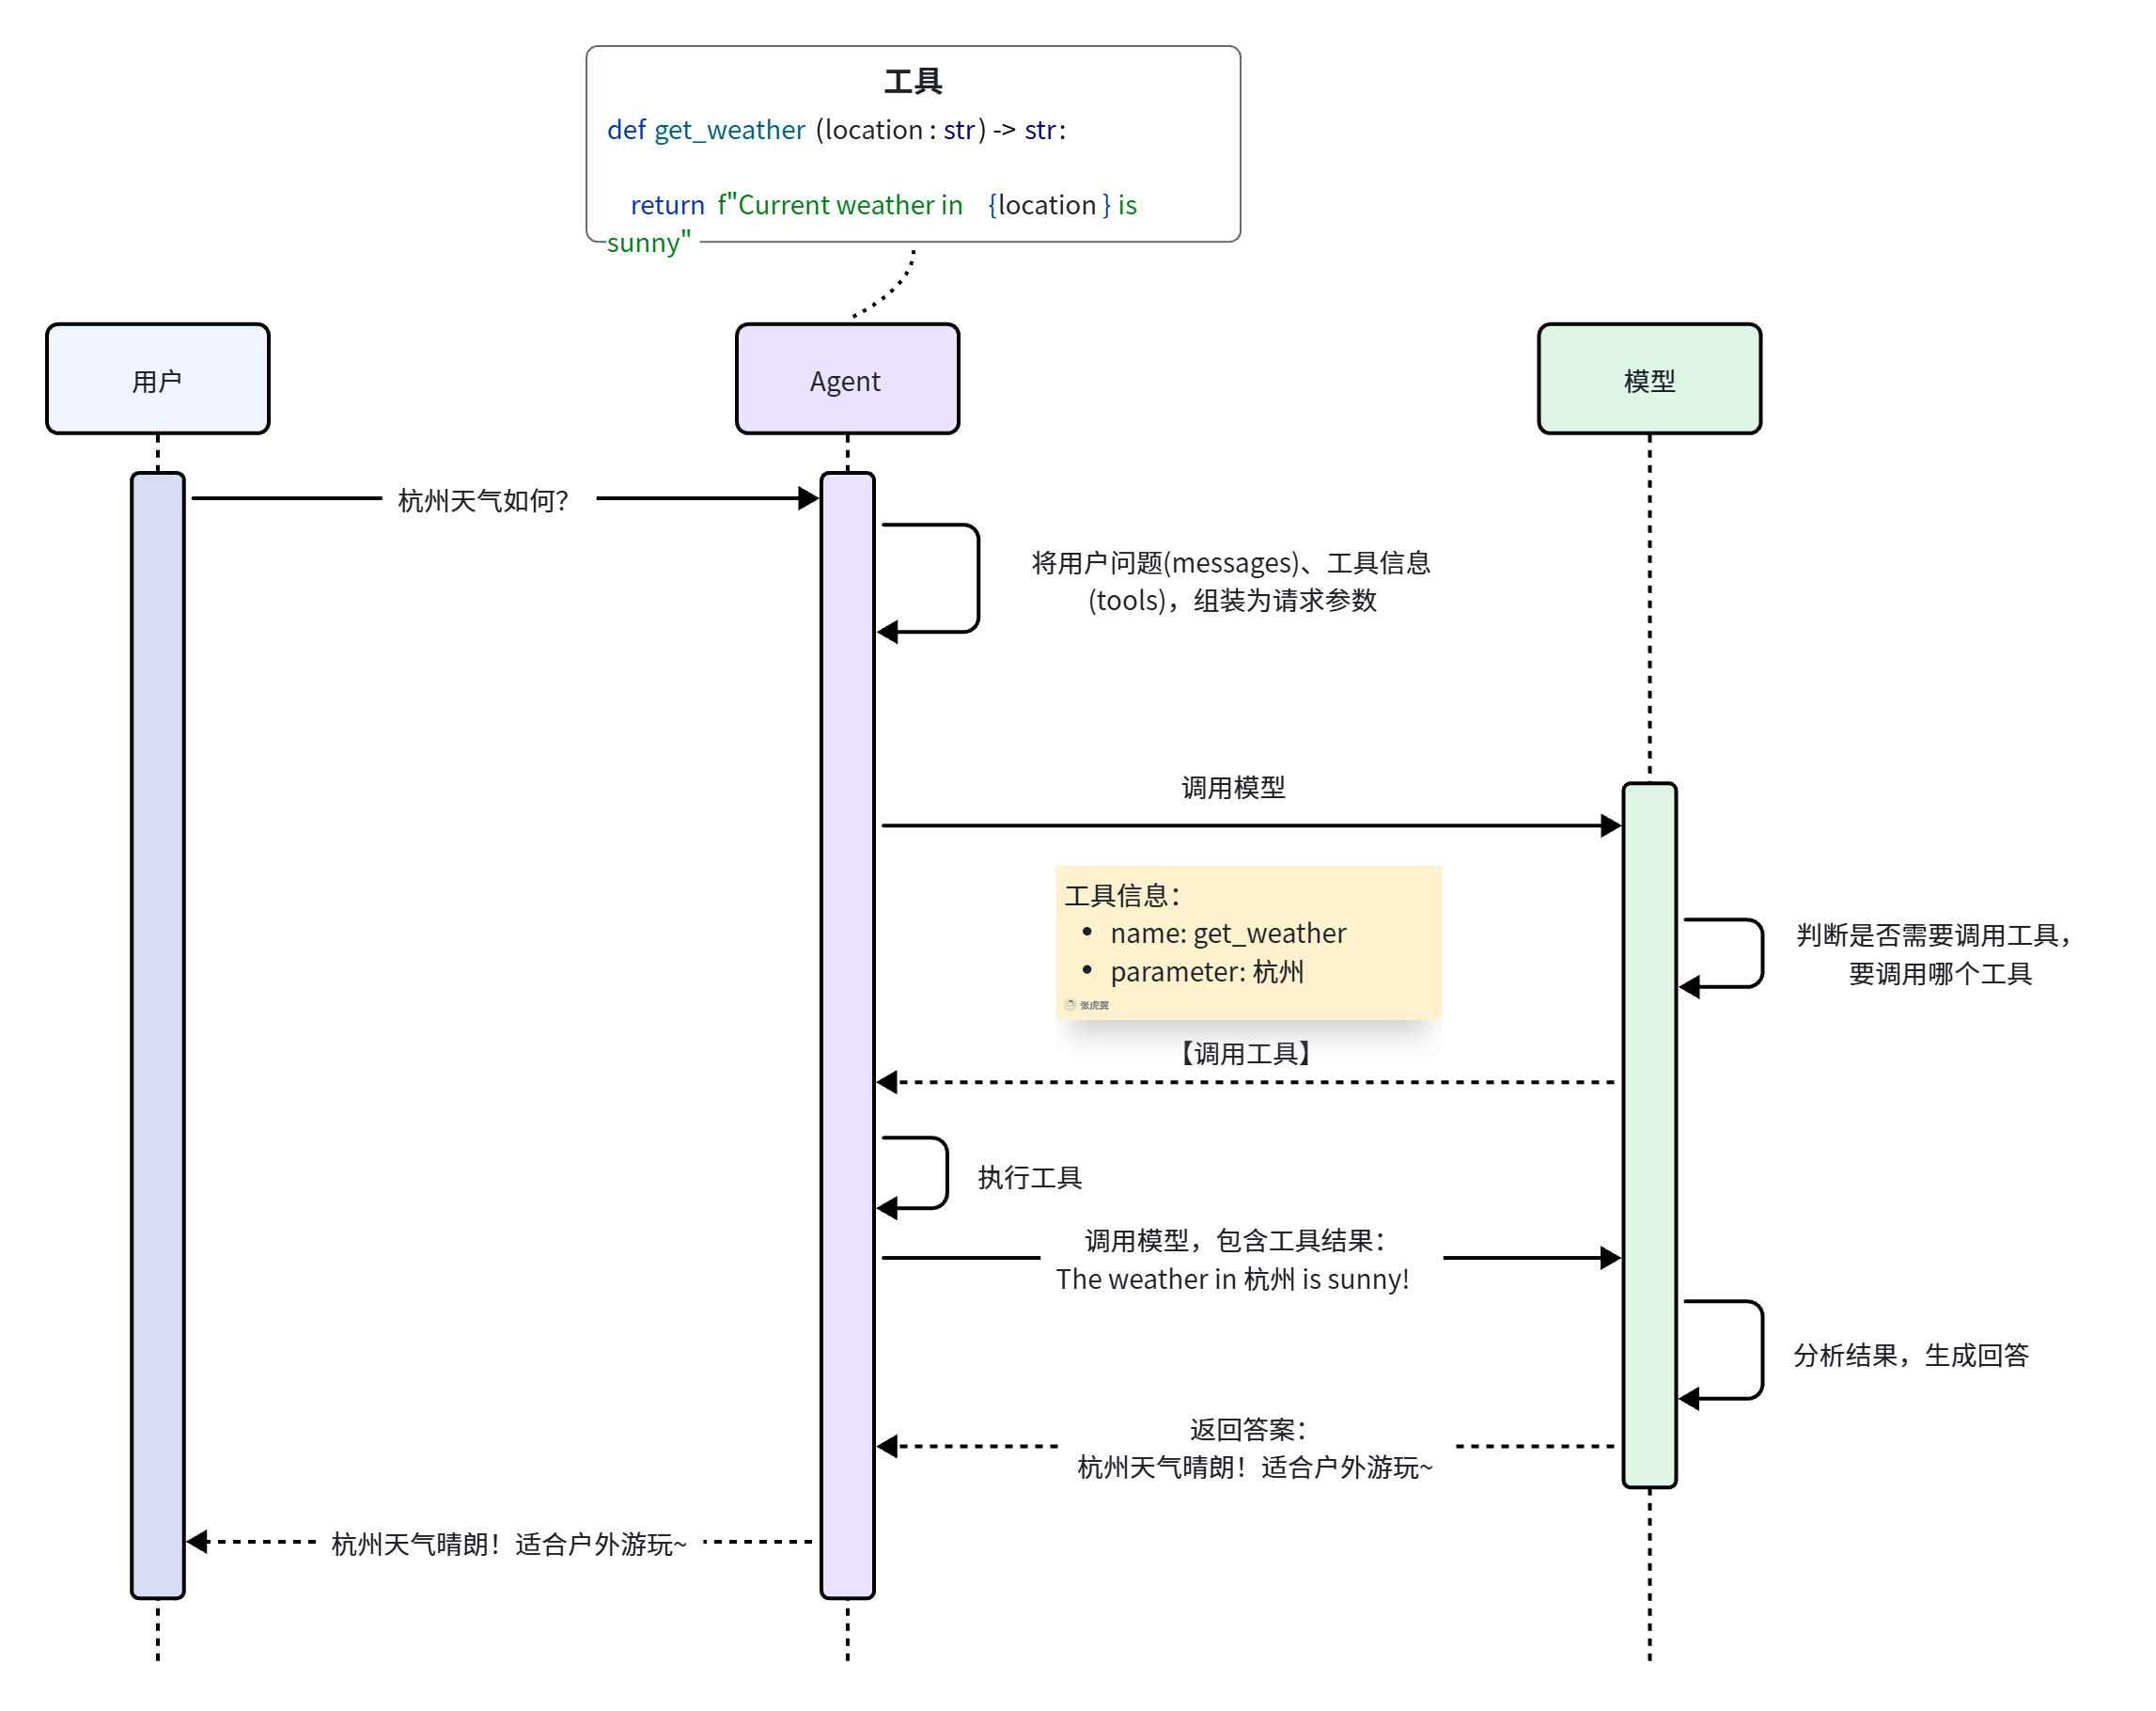 工具
def get_weather (location : str) -> str:
return f"Current weather in {location } is
sunny"
用户
Agent
模型
杭州天气如何?
将用户问题(messages)、工具信息
(tools)，组装为请求参数
调用模型
工具信息：
• name: get_weather
• parameter: 杭州
张虎翼
判断是否需要调用工具，
要调用哪个工具
【调用工具】
执行工具
调用模型，包含工具结果：
The weather in 杭州 is sunny!
分析结果，生成回答
返回答案：
杭州天气晴朗！适合户外游玩~
杭州天气晴朗！适合户外游玩~